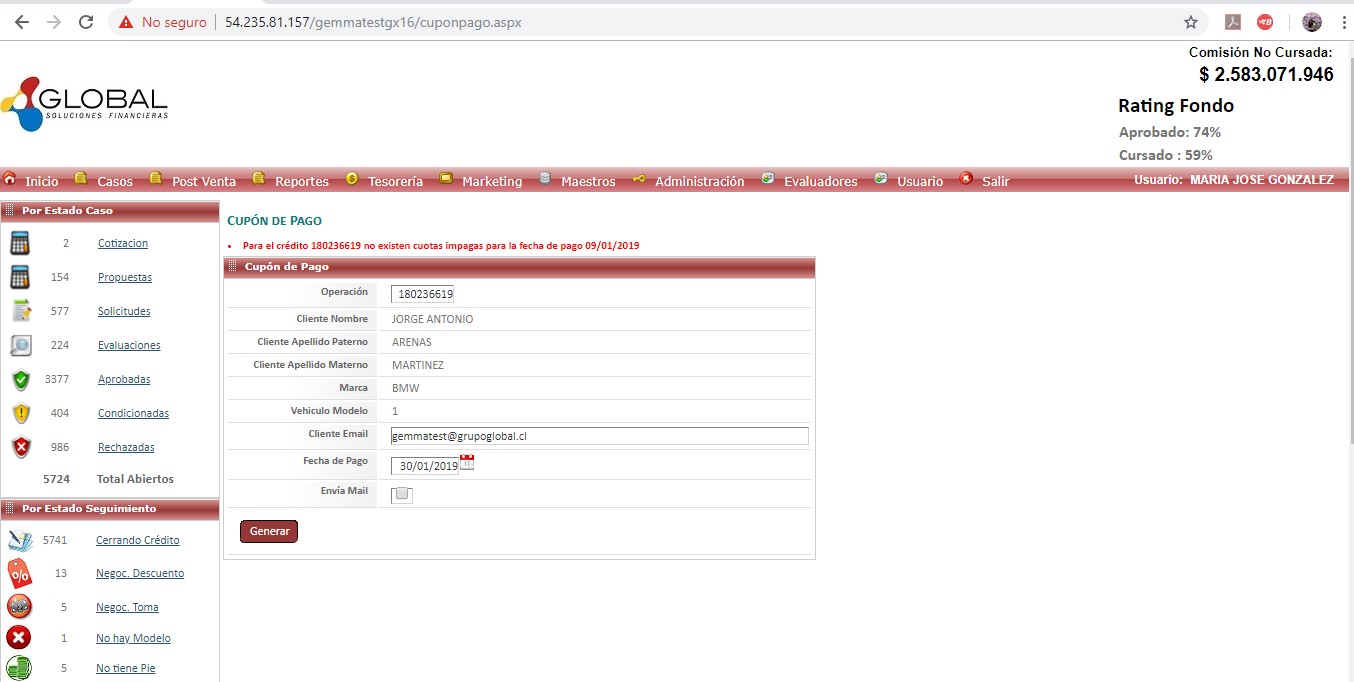 No seguro | 54.235.81.157/gemmatestgx16/cuponpago.aspx
Comisión No Cursada:
$ 2.583.071.946
GLOBAL
SOLUCIONES FINANCIERAS
Rating Fondo
Aprobado: 74%
Cursado : 59%
Inicio Casos Post Venta Reportes Tesorería Marketing Maestros Administración Evaluadores Usuario Salir Usuario: MARIA JOSE GONZALEZ
Por Estado Caso
2 Cotizacion
154 Propuestas
577 Solicitudes
224 Evaluaciones
3377 Aprobadas
404 Condicionadas
986 Rechazadas
5724 Total Abiertos
Por Estado Seguimiento
5741 Cerrando Crédito
13 Negoc. Descuento
5 Negoc. Toma
1 No hay Modelo
5 No tiene Pie
CUPÓN DE PAGO
• Para el crédito 180236619 no existen cuotas impagas para la fecha de pago 09/01/2019
Cupón de Pago
Operación 180236619
Cliente Nombre JORGE ANTONIO
Cliente Apellido Paterno ARENAS
Cliente Apellido Materno MARTINEZ
Marca BMW
Vehiculo Modelo 1
Cliente Email gemmatest@grupoglobal.cl
Fecha de Pago 30/01/2019
Envía Mail
Generar